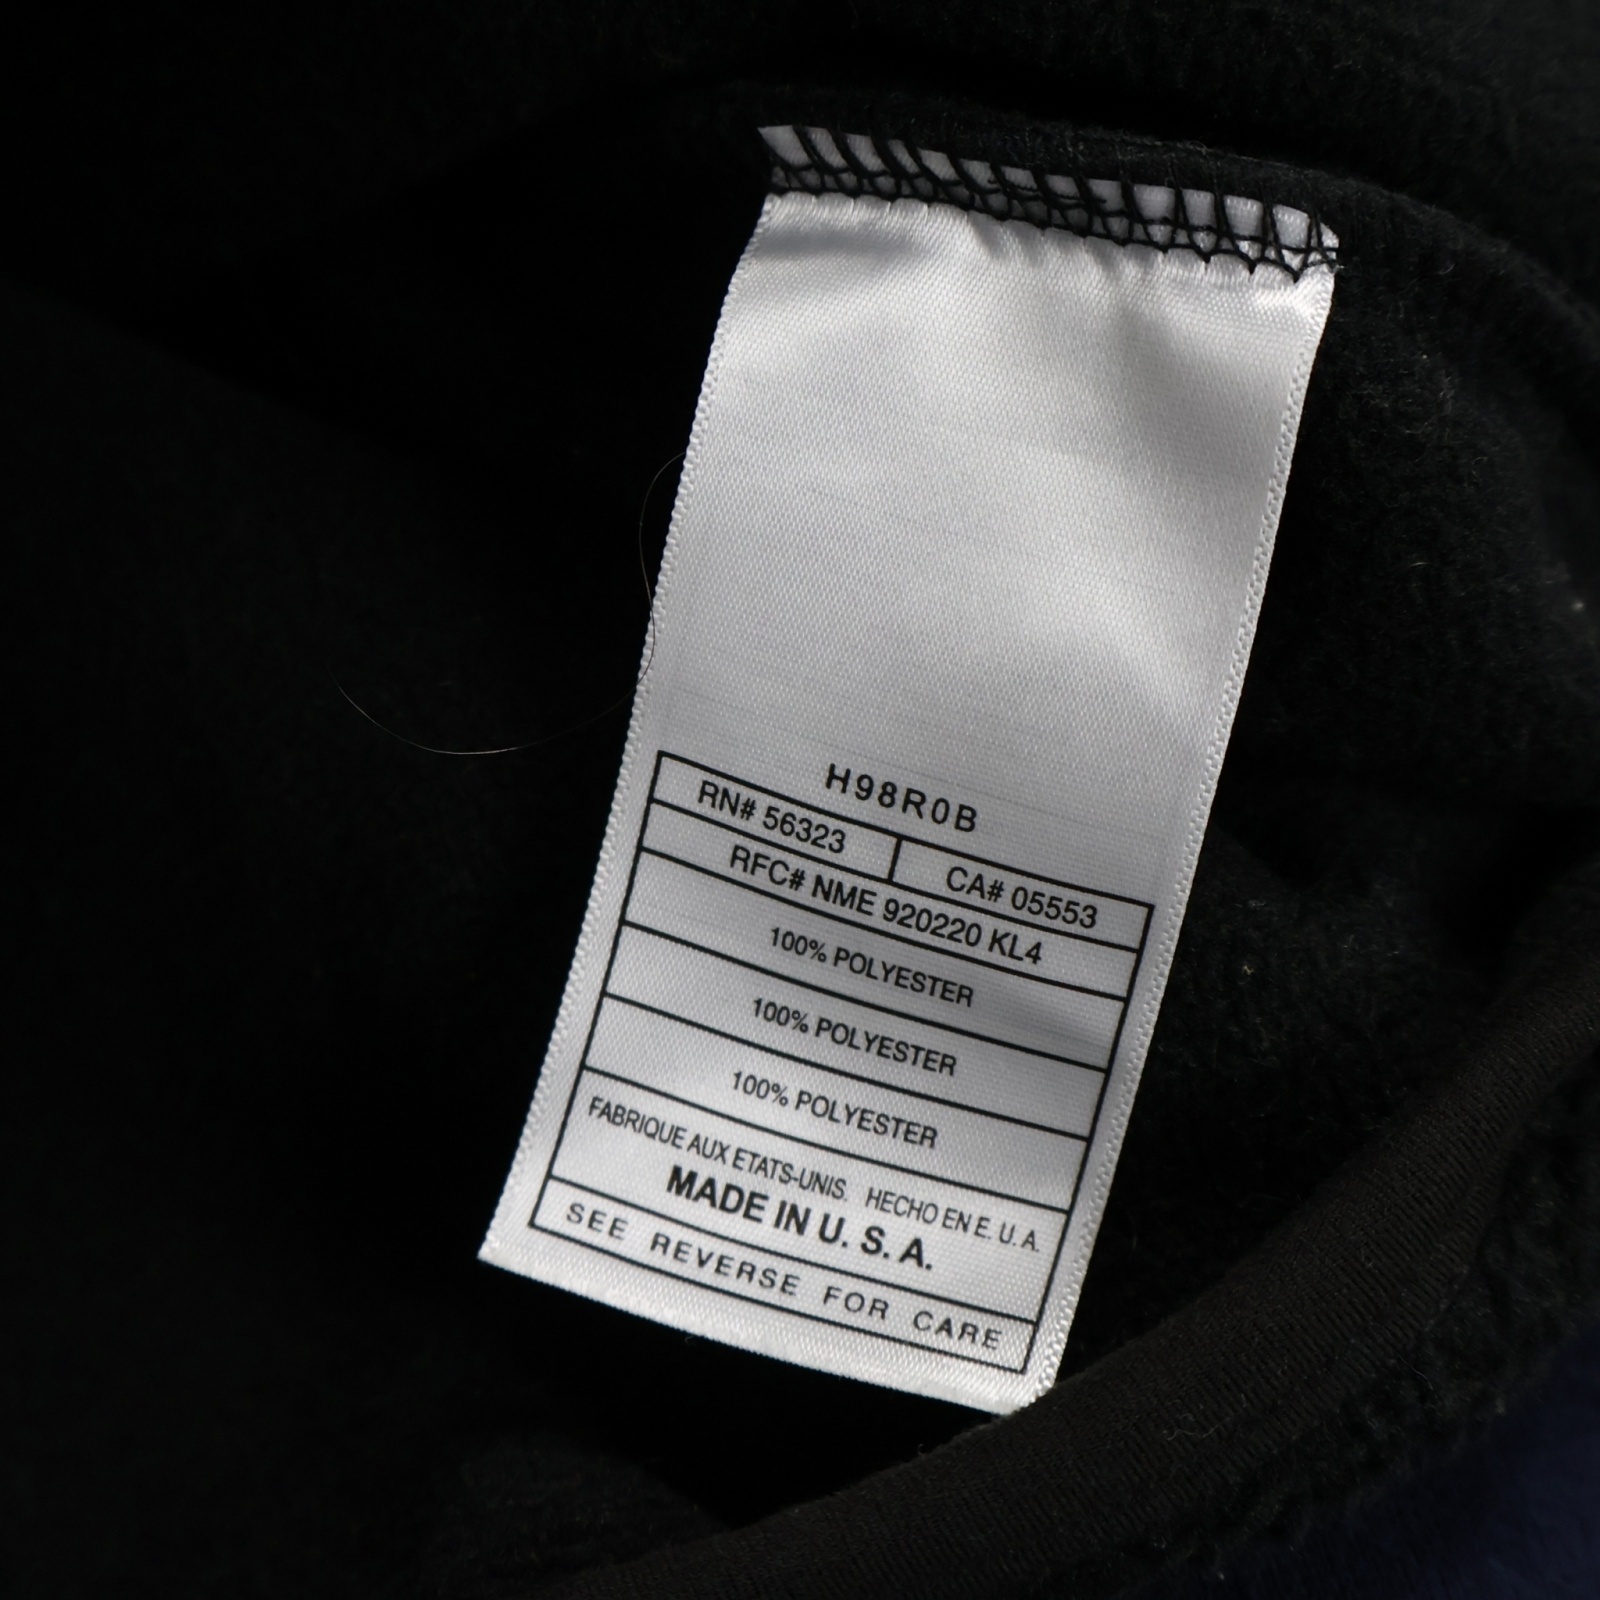 H98R0B
RN# 56323 CA# 05553
RFC# NME 920220 KL4
100% POLYESTER
100% POLYESTER
100% POLYESTER
FABRIQUE AUX ETATS-UNIS. HECHO EN E. U. A.
MADE IN U. S. A.
SEE REVERSE FOR CARE